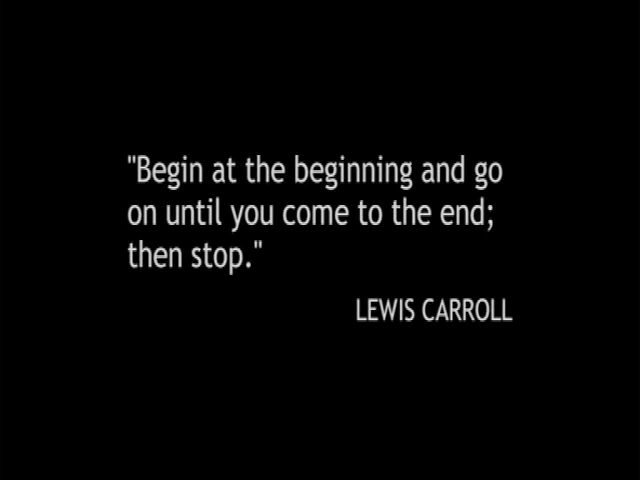 "Begin at the beginning and go
on until you come to the end;
then stop."
LEWIS CARROLL